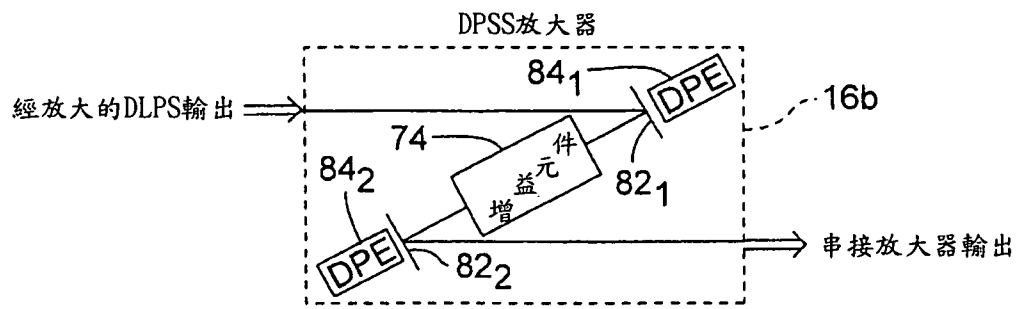 DPSS放大器
經放大的DLPS輸出
84₁
DPE
16b
74
增益元件
82₁
84₂
DPE
82₂
串接放大器輸出